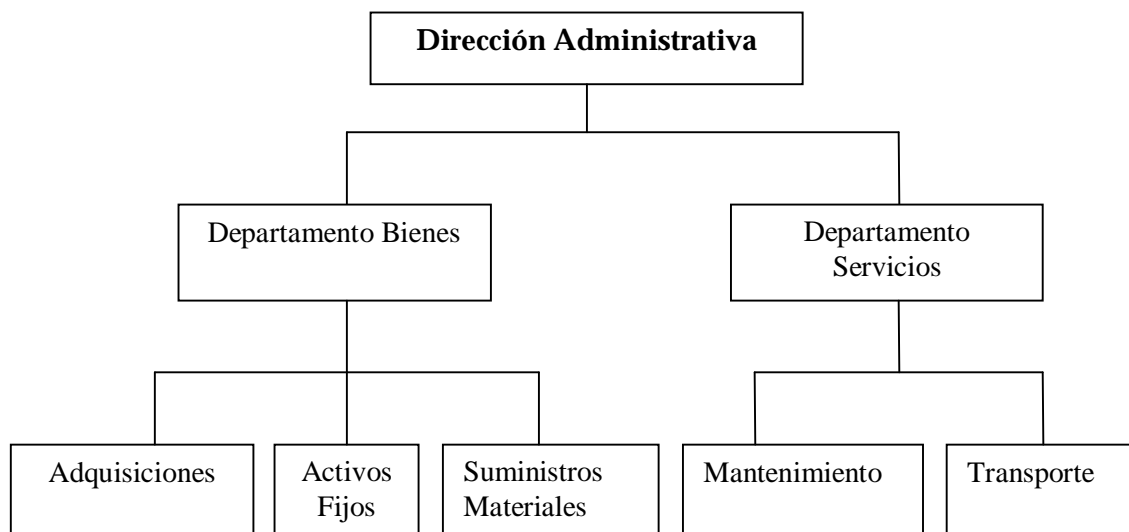 Dirección Administrativa
Departamento Bienes
Departamento
Servicios
Adquisiciones
Activos
Fijos
Suministros
Materiales
Mantenimiento
Transporte